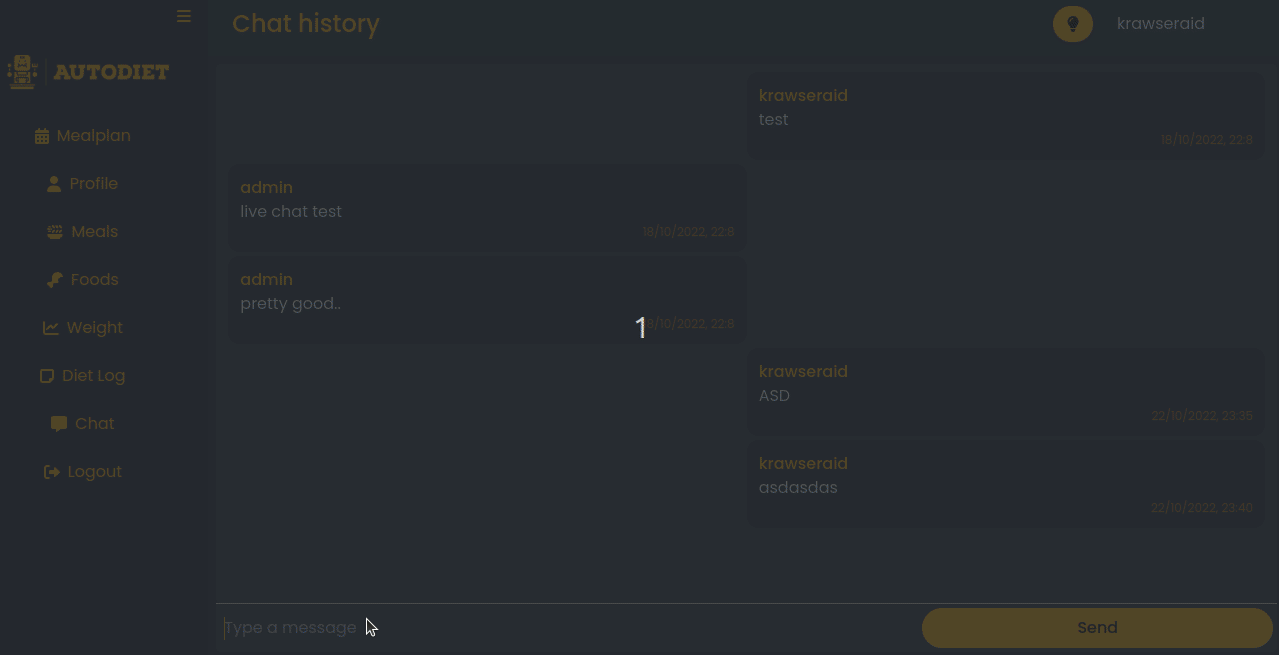 Chat history
krawseraid
AUTODIET
Mealplan
Profile
Meals
Foods
Weight
Diet Log
Chat
Logout
krawseraid
test
18/10/2022, 22:8
admin
live chat test
18/10/2022, 22:8
admin
pretty good..
18/10/2022, 22:8
1
krawseraid
ASD
22/10/2022, 23:35
krawseraid
asdasdas
22/10/2022, 23:40
Type a message
Send